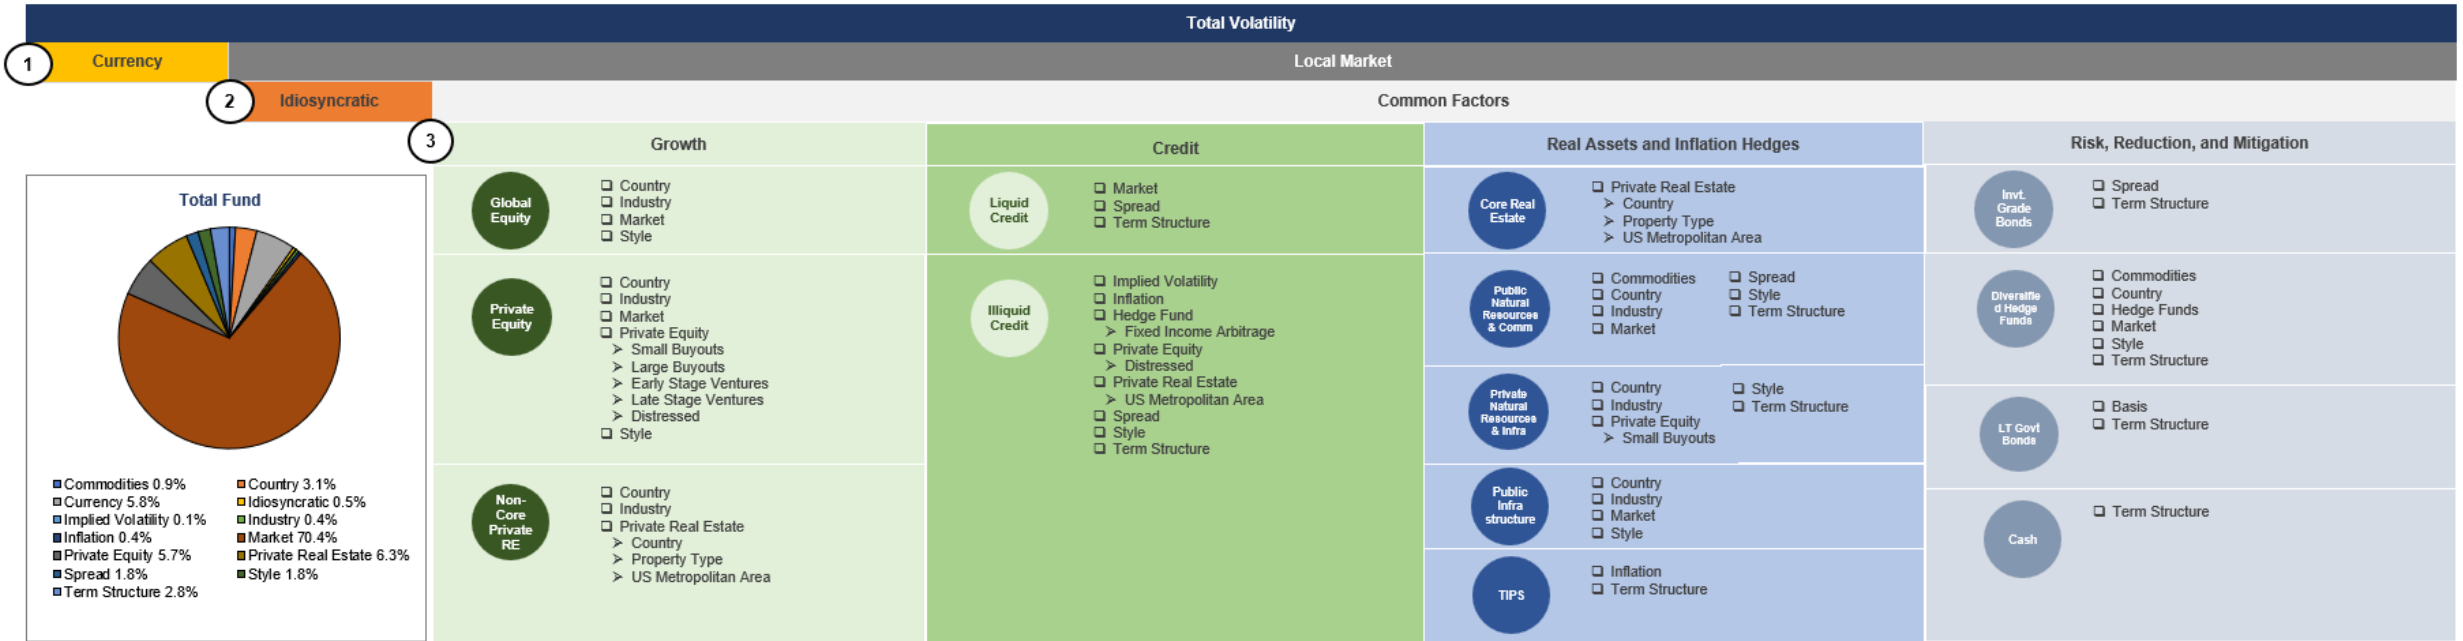 Total Volatility
1
Currency
Local Market
2
Idiosyncratic
Common Factors
3
Growth
Credit
Real Assets and Inflation Hedges
Risk, Reduction, and Mitigation
Total Fund
Commodities 0.9%
Country 3.1%
Currency 5.8%
Idiosyncratic 0.5%
Implied Volatility 0.1%
Industry 0.4%
Inflation 0.4%
Market 70.4%
Private Equity 5.7%
Private Real Estate 6.3%
Spread 1.8%
Style 1.8%
Term Structure 2.8%
Global
Equity
Country
Industry
Market
Style
Private
Equity
Country
Industry
Market
Private Equity
Small Buyouts
Large Buyouts
Early Stage Ventures
Late Stage Ventures
Distressed
Style
Non-
Core
Private
RE
Country
Industry
Private Real Estate
Country
Property Type
US Metropolitan Area
Liquid
Credit
Market
Spread
Term Structure
Illiquid
Credit
Implied Volatility
Inflation
Hedge Fund
Fixed Income Arbitrage
Private Equity
Distressed
Private Real Estate
US Metropolitan Area
Spread
Style
Term Structure
Core Real
Estate
Private Real Estate
Country
Property Type
US Metropolitan Area
Public
Natural
Resources
& Comm
Commodities
Country
Industry
Market
Spread
Style
Term Structure
Private
Natural
Resources
& Infra
Country
Industry
Private Equity
Small Buyouts
Style
Term Structure
Public
Infra
structure
Country
Industry
Market
Style
TIPS
Inflation
Term Structure
Invt.
Grade
Bonds
Spread
Term Structure
Diversifie
d Hedge
Funds
Commodities
Country
Hedge Funds
Market
Style
Term Structure
LT Govt
Bonds
Basis
Term Structure
Cash
Term Structure